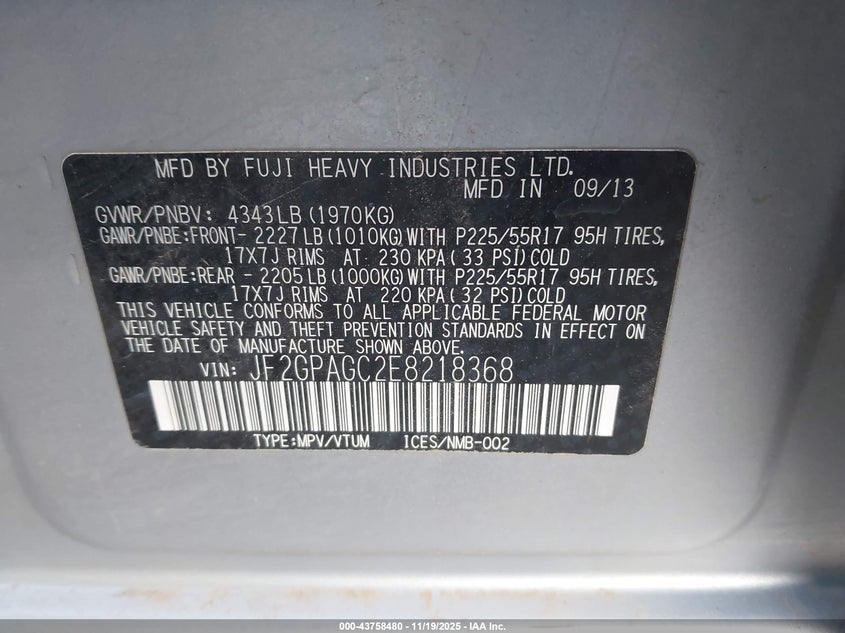 MFD BY FUJI HEAVY INDUSTRIES LTD.
MFD IN 09/13
GVWR/PNBV: 4343LB(1970KG)
GAWR/PNBE:FRONT- 2227LB(1010KG)WITH P225/55R17 95H TIRES,
17X7J RIMS AT 230 KPA(33 PSI)COLD
GAWR/PNBE:REAR - 2205LB(1000KG)WITH P225/55R17 95H TIRES,
17X7J RIMS AT 220 KPA(32 PSI)COLD
THIS VEHICLE CONFORMS TO ALL APPLICABLE FEDERAL MOTOR
VEHICLE SAFETY AND THEFT PREVENTION STANDARDS IN EFFECT ON
THE DATE OF MANUFACTURE SHOWN ABOVE.
VIN: JF2GPAGC2E8218368
TYPE:MPV/VTUM ICES/NMB-002
000-43758480 - 11/19/2025 - IAA Inc.